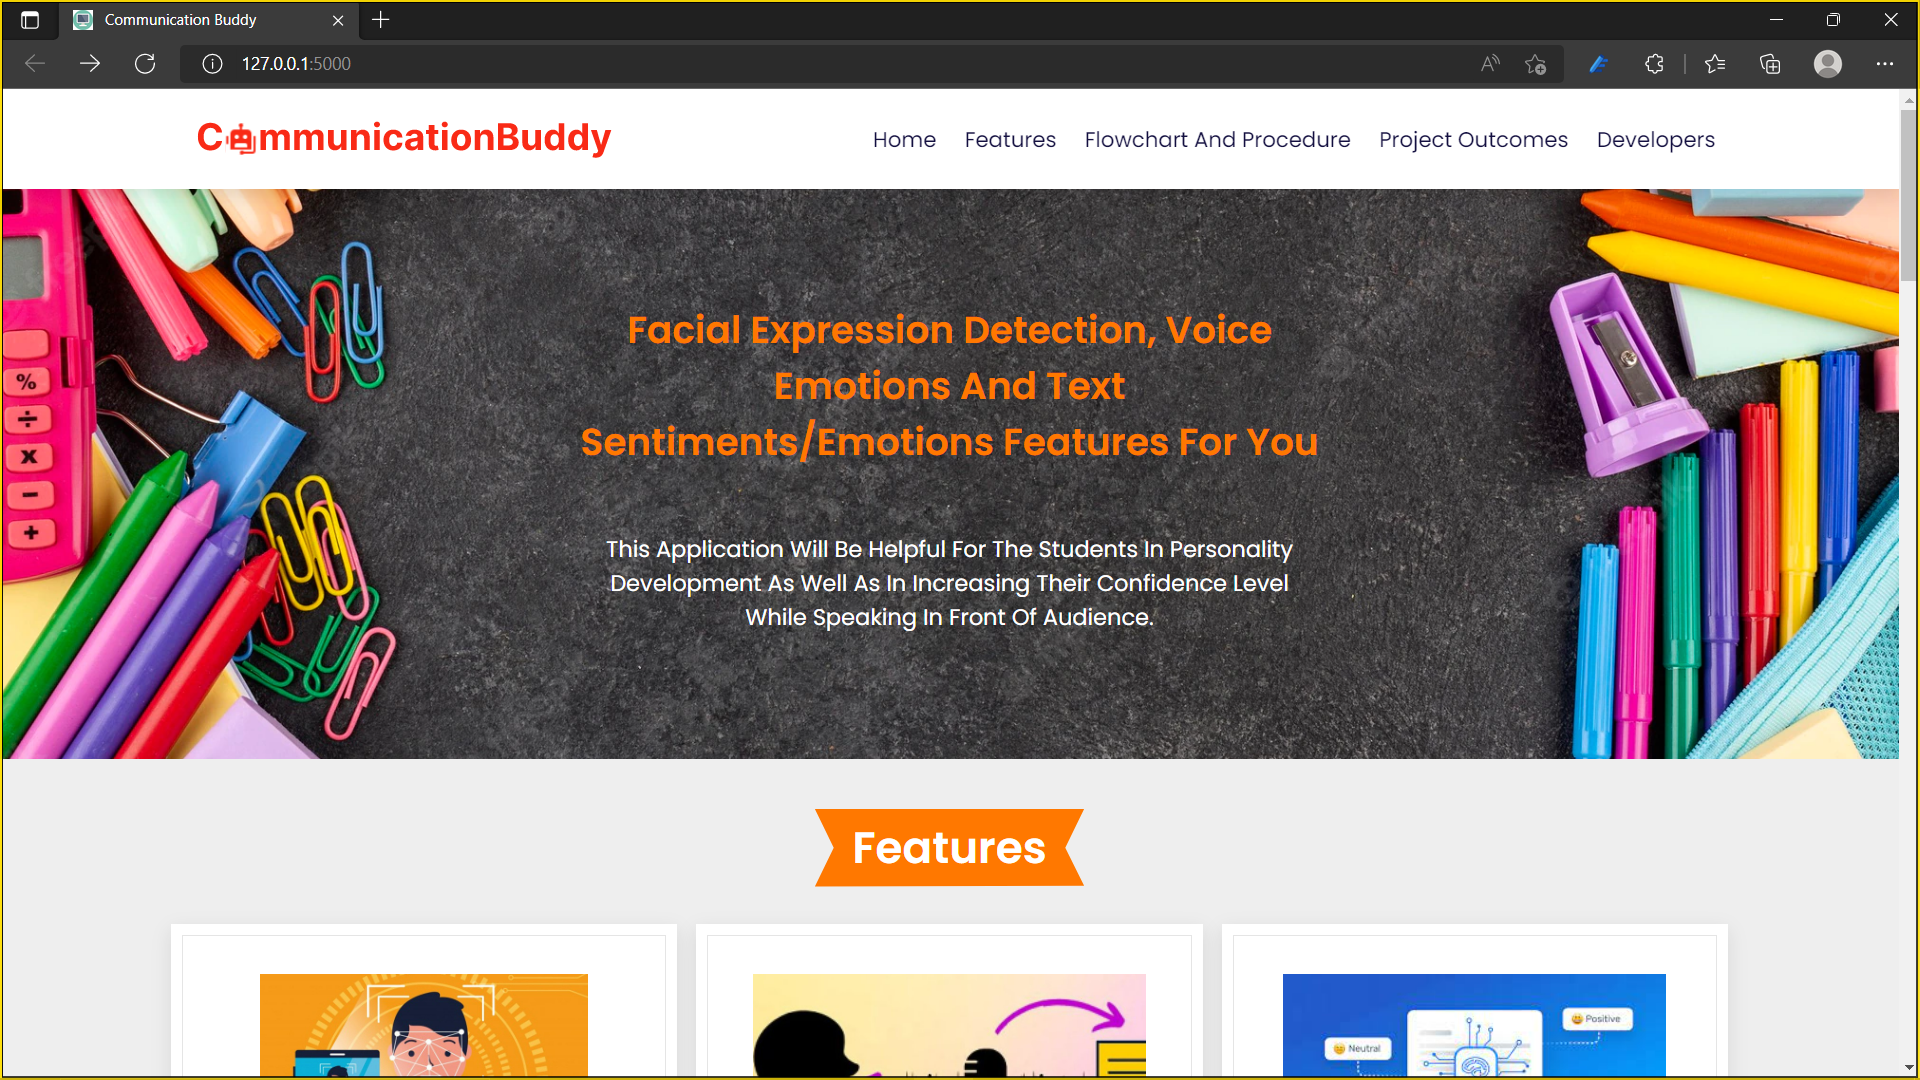 Communication Buddy
127.0.0.1:5000
CommunicationBuddy
Home Features Flowchart And Procedure Project Outcomes Developers
Facial Expression Detection, Voice
Emotions And Text
Sentiments/Emotions Features For You
This Application Will Be Helpful For The Students In Personality
Development As Well As In Increasing Their Confidence Level
While Speaking In Front Of Audience.
%
÷
x
−
+
Features
Positive
Neutral